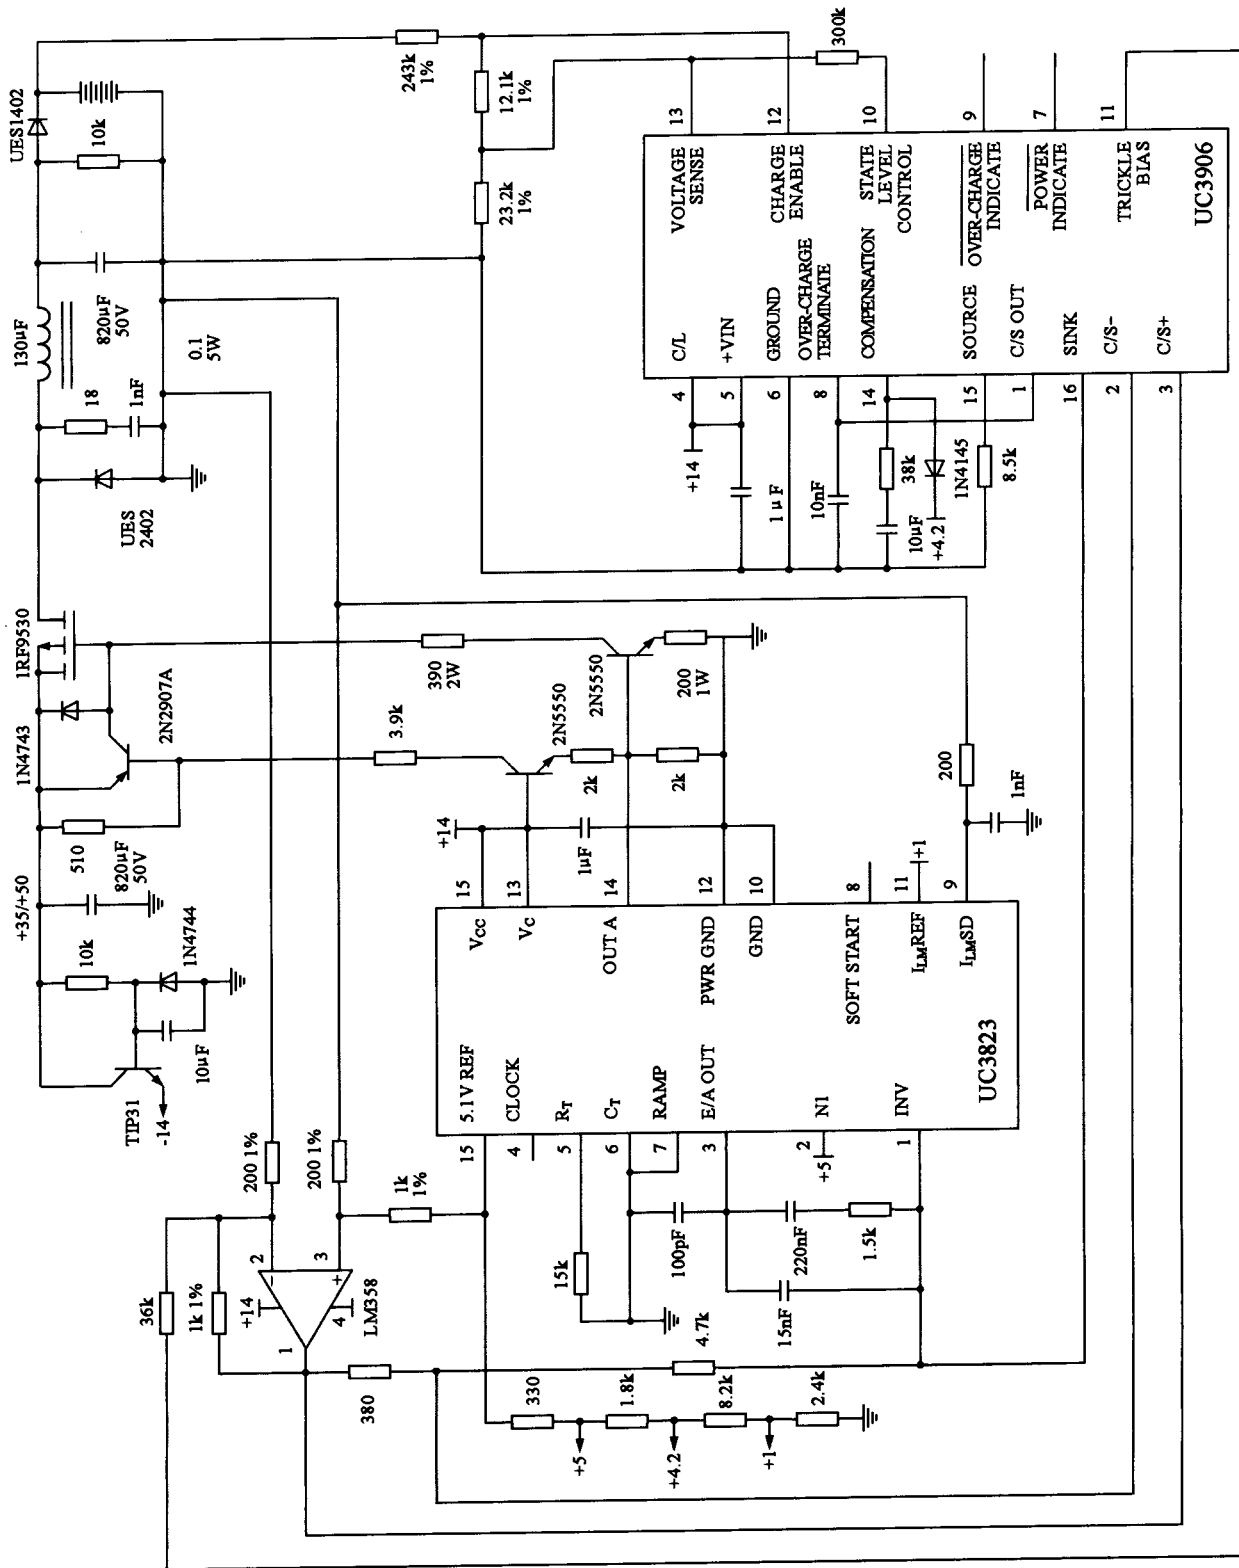 TIP31
-14
10µF
10k
1N4744
+35/+50
820µF
50V
510
1N4743
2N2907A
1RF9530
UES
2402
18
1nF
130µF
820µF
50V
0.1
5W
UES1402
10k
243k
1%
12.1k
1%
23.2k
1%
300k
36k
1k 1%
200 1%
200 1%
2
3
+14
4
1
LM358
1k
1%
380
330
1.8k
8.2k
2.4k
+5
+4.2
+1
4.7k
15k
100pF
220nF
1.5k
15nF
+5
15
4
5
6
7
3
2
1
5.1V REF
CLOCK
RT
CT
RAMP
E/A OUT
N1
INV
UC3823
VCC
VC
OUT A
PWR GND
GND
SOFT START
ILMREF
ILMSD
15
13
14
12
10
8
11
9
+14
1µF
+1
1nF
200
3.9k
390
2W
2N5550
2N5550
2k
2k
200
1W
+14
1 µ F
10nF
10µF
38k
+4.2
1N4145
8.5k
4
5
6
8
14
15
1
16
2
3
C/L
+VIN
GROUND
OVER-CHARGE
TERMINATE
COMPENSATION
SOURCE
C/S OUT
SINK
C/S-
C/S+
VOLTAGE
SENSE
CHARGE
ENABLE
STATE
LEVEL
CONTROL
OVER-CHARGE
INDICATE
POWER
INDICATE
TRICKLE
BIAS
UC3906
13
12
10
9
7
11